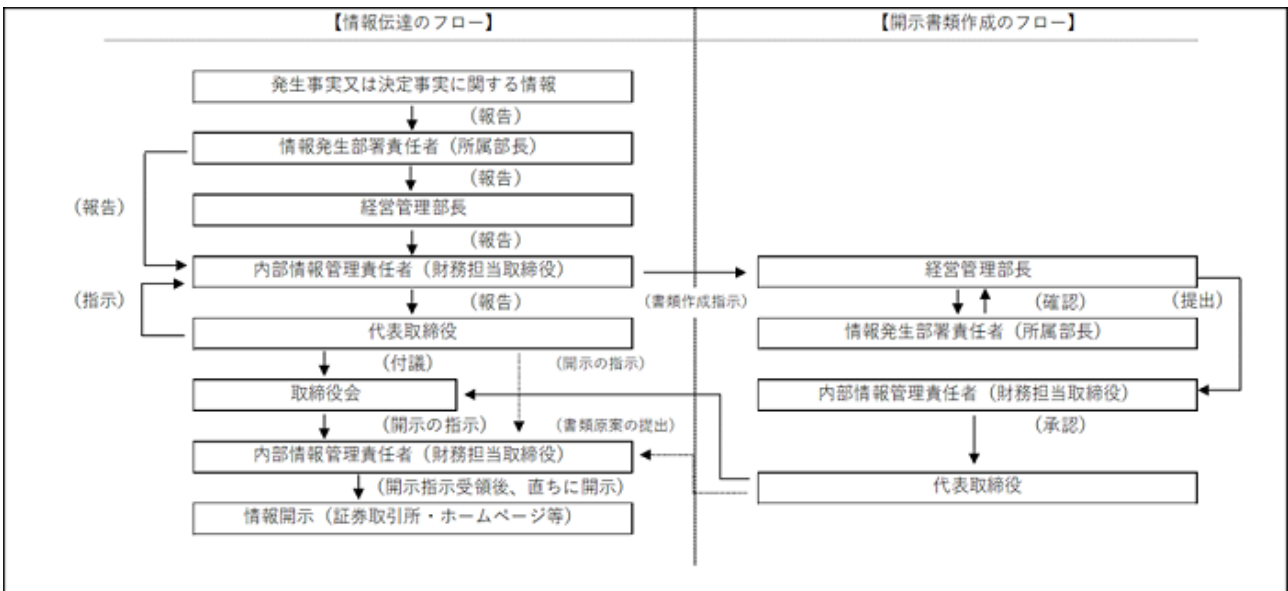 【情報伝達のフロー】
【開示書類作成のフロー】
発生事実又は決定事実に関する情報
(報告)
情報発生部署責任者（所属部長）
(報告)
経営管理部長
(報告)
(報告)
内部情報管理責任者（財務担当取締役）
(指示)
(報告)
(書類作成指示)
代表取締役
(付議)
(開示の指示)
取締役会
(開示の指示)
(書類原案の提出)
内部情報管理責任者（財務担当取締役）
(開示指示受領後、直ちに開示)
情報開示（証券取引所・ホームページ等）
経営管理部長
(確認)
(提出)
情報発生部署責任者（所属部長）
内部情報管理責任者（財務担当取締役）
(承認)
代表取締役